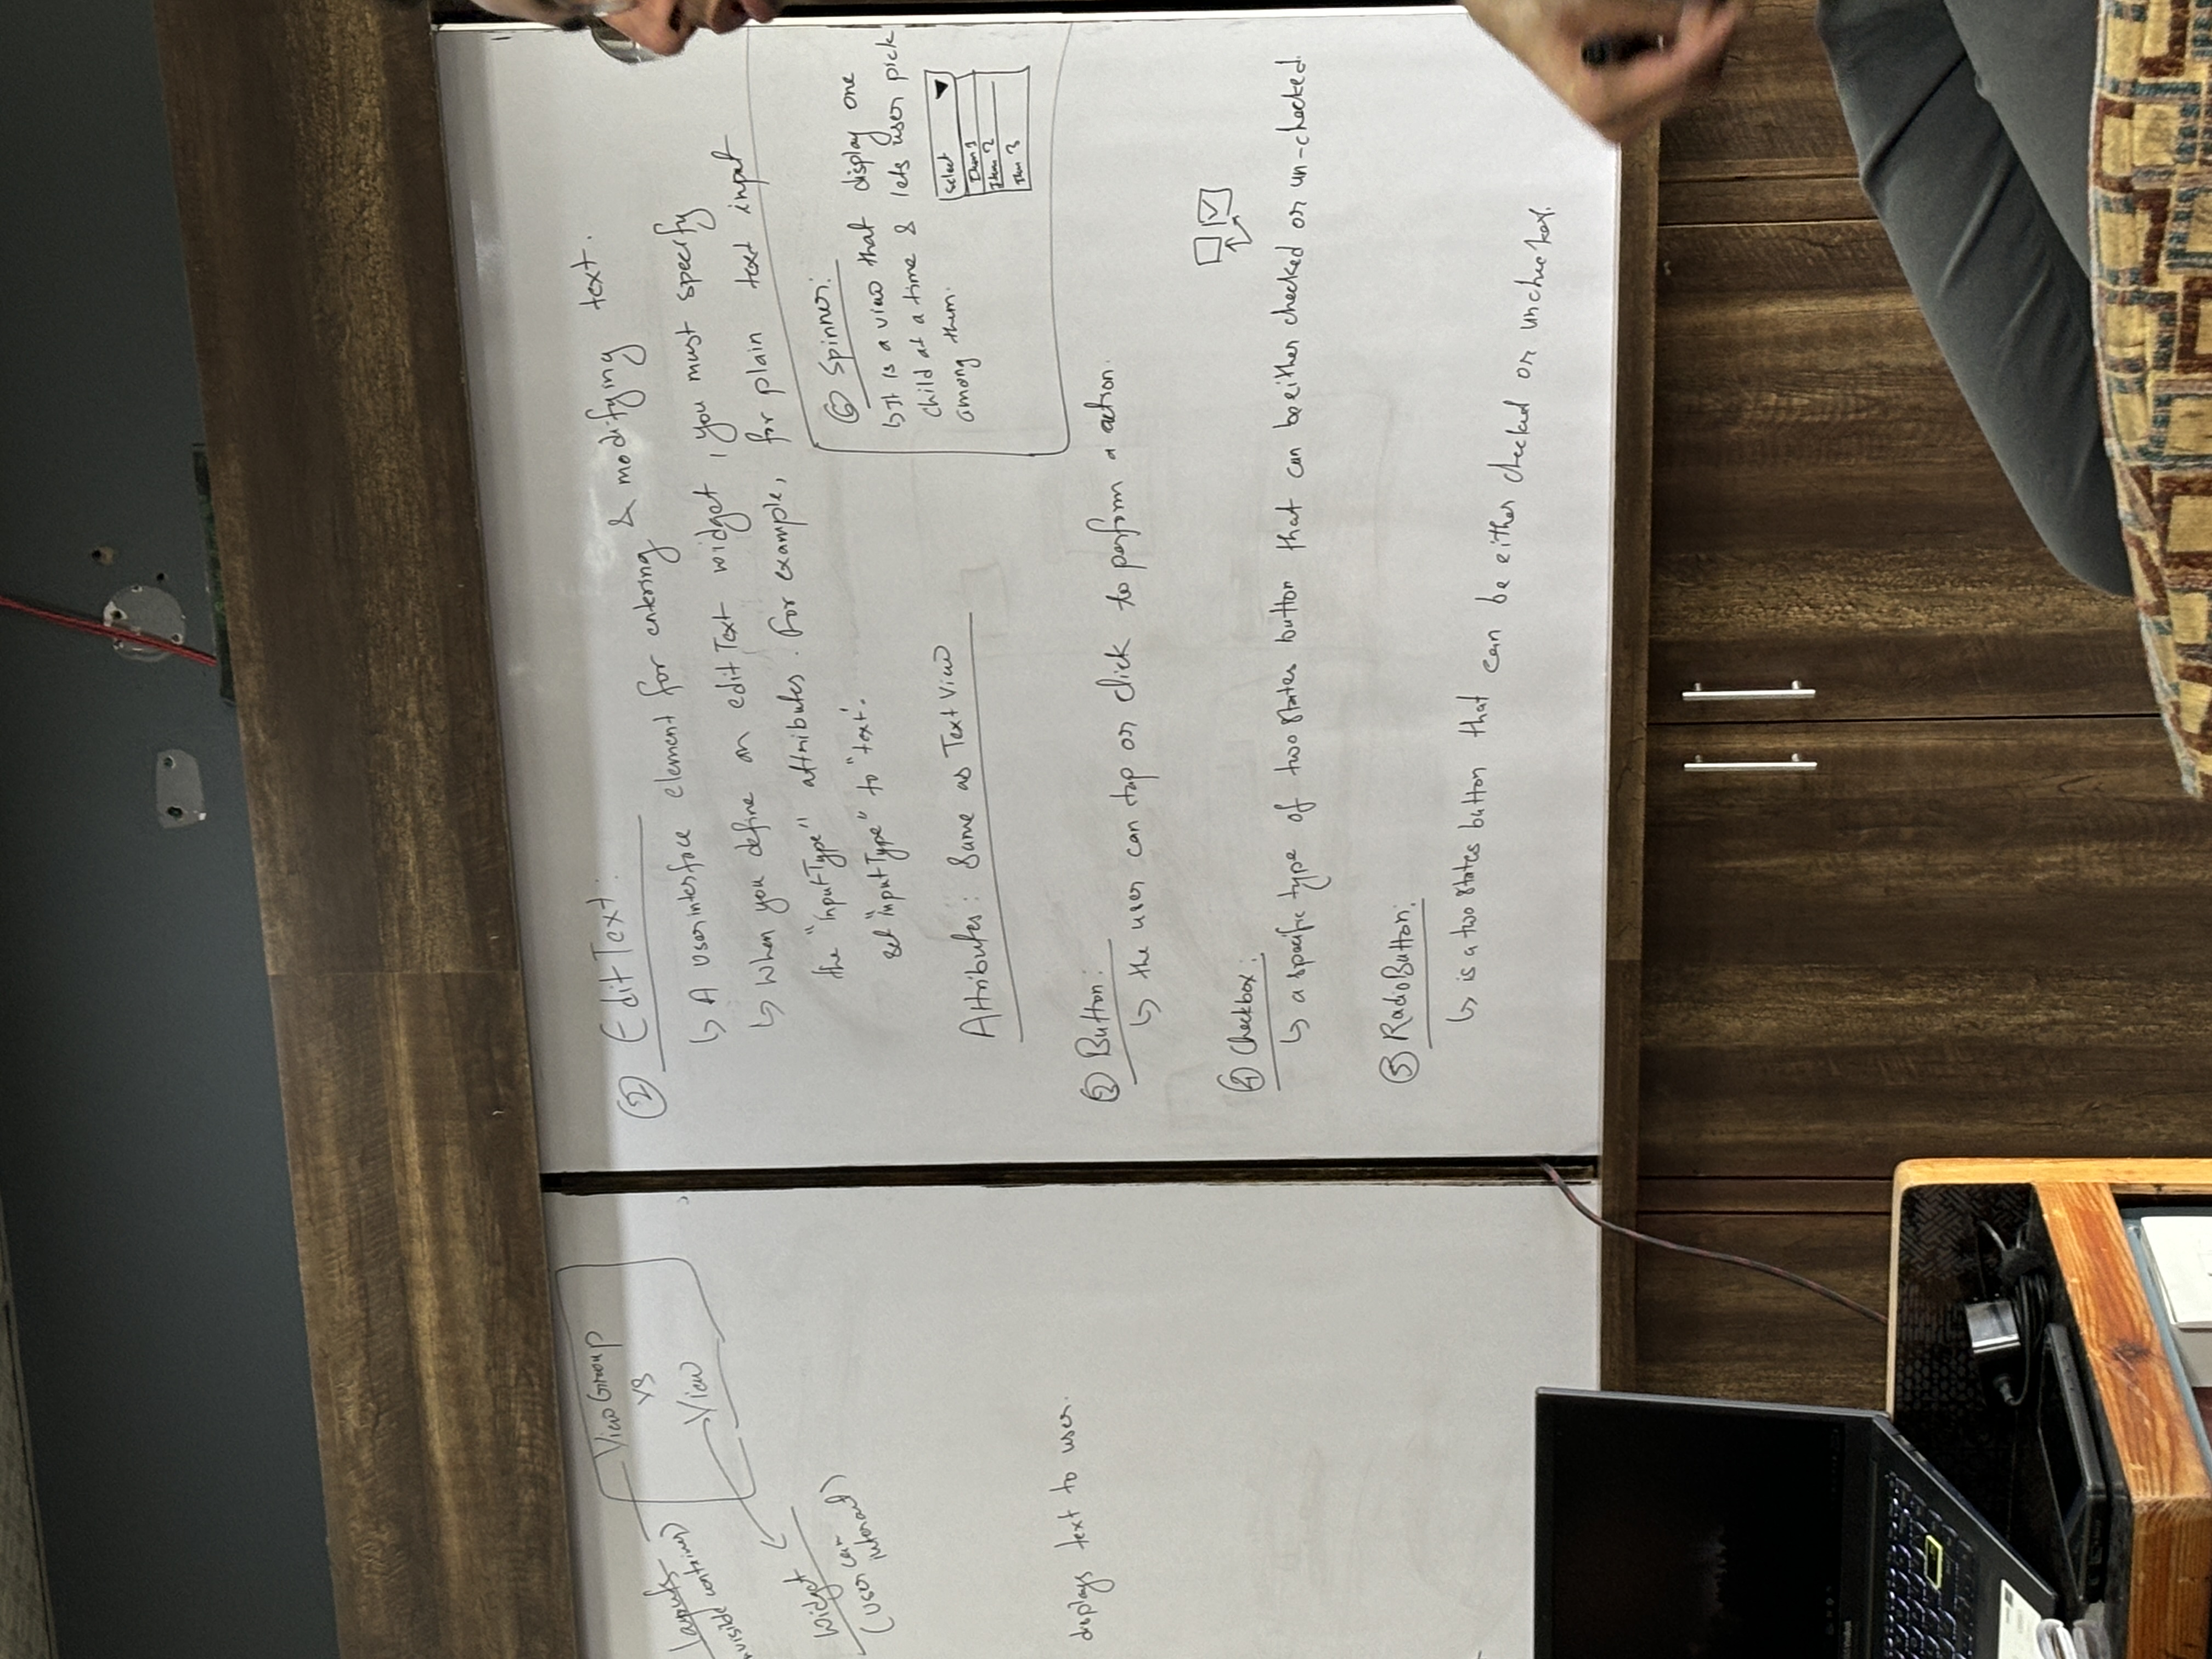 ViewGroup
vs
View
Layouts
nvisible container)
Widget
(user can
interact)
displays text to user.
② EditText:
↳ A user interface element for entering & modifying text.
↳ When you define an edit Text widget, you must specify
the "InputType" attributes. For example, for plain text input
set "inputType" to "text".
Attributes: Same as TextView
⑥ Spinner:
↳ It is a view that display one
child at a time & lets user pick
among them.
Select
Item 1
Item 2
Item 3
③ Button:
↳ the user can tap or click to perform a action.
④ Checkbox:
↳ a specific type of two states button that can be either checked or un-checked.
⑤ RadioButton:
↳ is a two states button that can be either checked or unchecked.